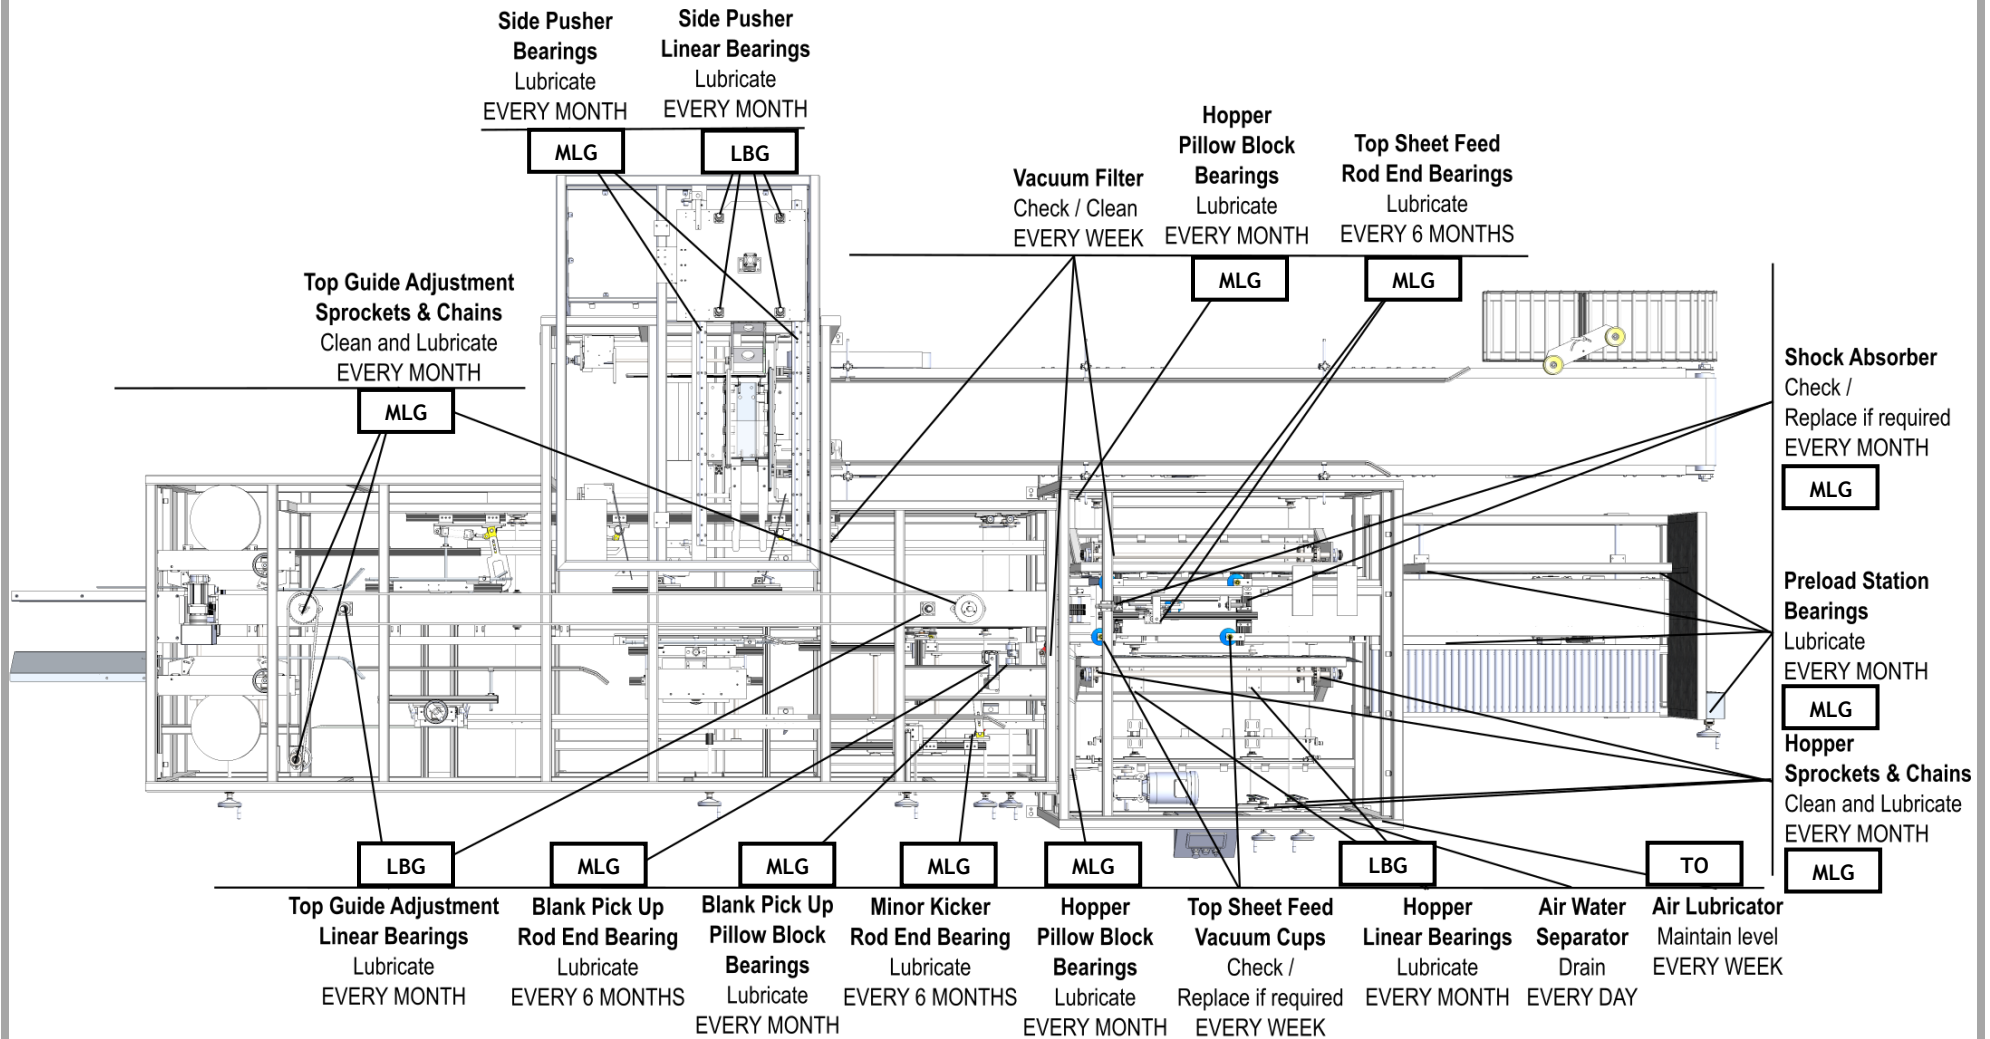 Side Pusher
Bearings
Lubricate
EVERY MONTH
MLG
Side Pusher
Linear Bearings
Lubricate
EVERY MONTH
LBG
Vacuum Filter
Check / Clean
EVERY WEEK
Hopper
Pillow Block
Bearings
Lubricate
EVERY MONTH
MLG
Top Sheet Feed
Rod End Bearings
Lubricate
EVERY 6 MONTHS
MLG
Top Guide Adjustment
Sprockets & Chains
Clean and Lubricate
EVERY MONTH
MLG
Shock Absorber
Check /
Replace if required
EVERY MONTH
MLG
Preload Station
Bearings
Lubricate
EVERY MONTH
MLG
Hopper
Sprockets & Chains
Clean and Lubricate
EVERY MONTH
MLG
LBG
Top Guide Adjustment
Linear Bearings
Lubricate
EVERY MONTH
MLG
Blank Pick Up
Rod End Bearing
Lubricate
EVERY 6 MONTHS
MLG
Blank Pick Up
Pillow Block
Bearings
Lubricate
EVERY MONTH
MLG
Minor Kicker
Rod End Bearing
Lubricate
EVERY 6 MONTHS
MLG
Hopper
Pillow Block
Bearings
Lubricate
EVERY MONTH
Top Sheet Feed
Vacuum Cups
Check /
Replace if required
EVERY WEEK
LBG
Hopper
Linear Bearings
Lubricate
EVERY MONTH
Air Water
Separator
Drain
EVERY DAY
TO
Air Lubricator
Maintain level
EVERY WEEK